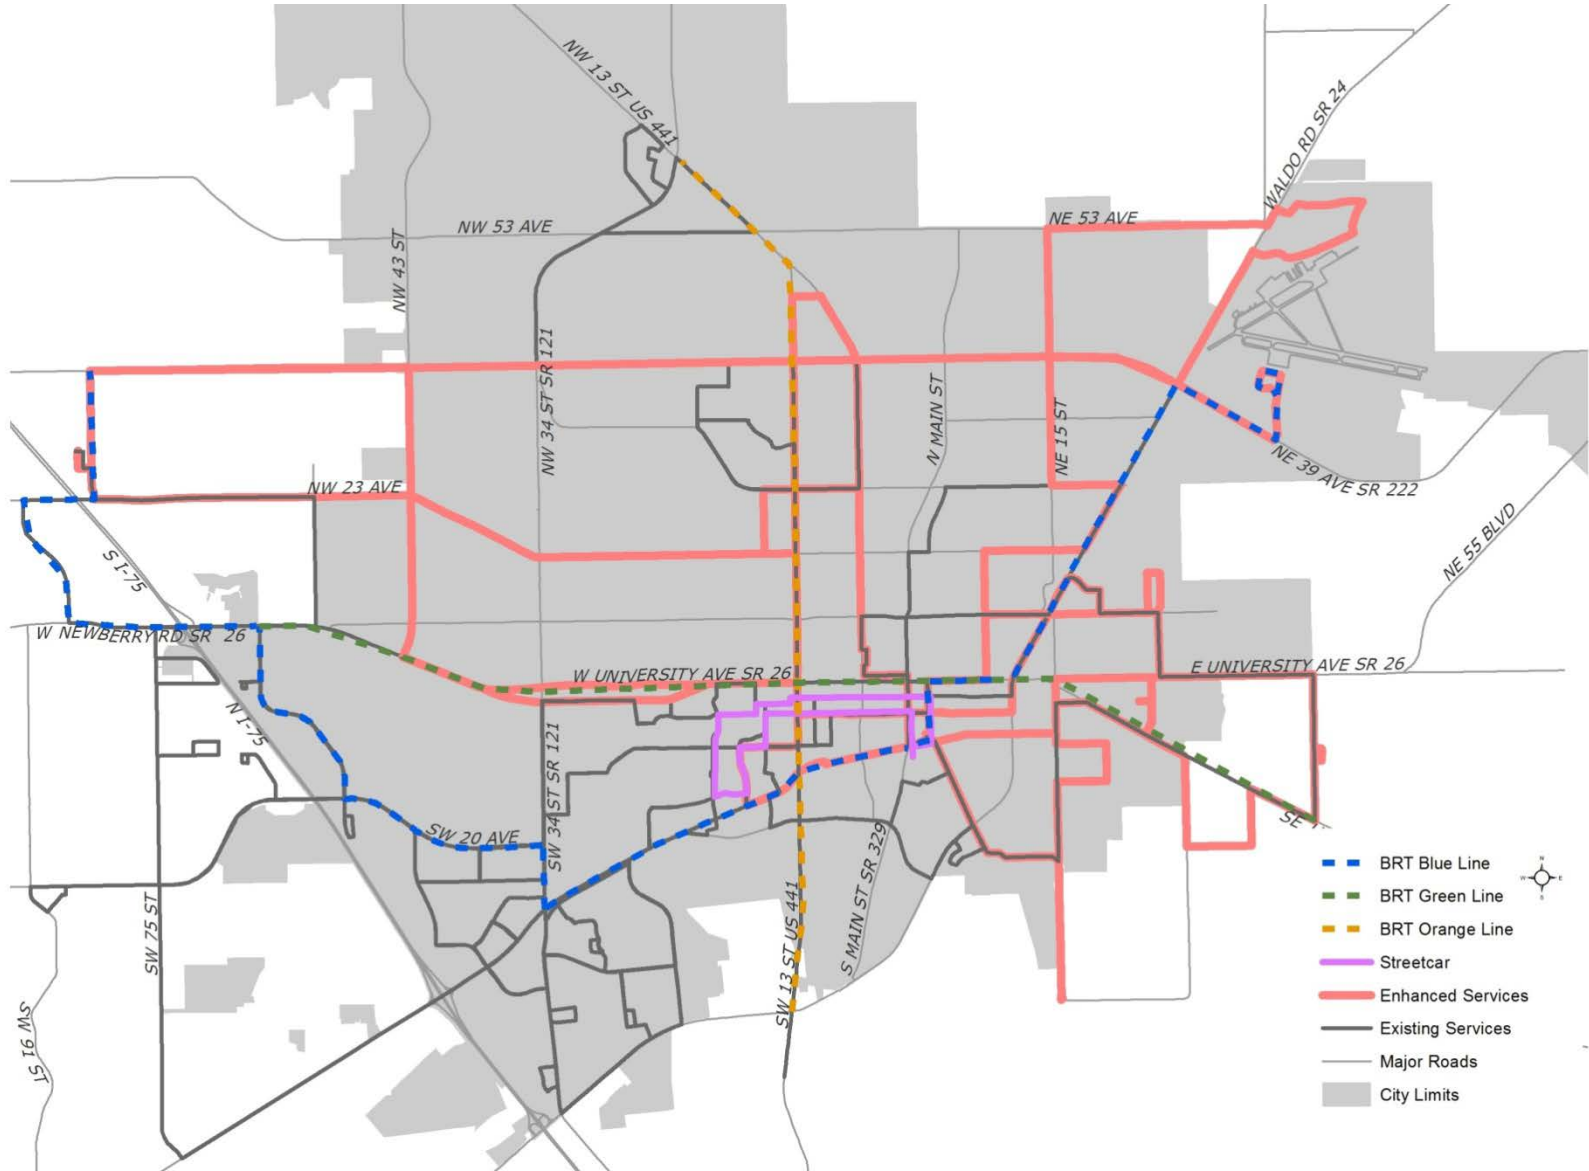 NW 13 ST US 441
WALDO RD SR 24
NW 53 AVE
NE 53 AVE
NW 43 ST
NW 34 ST SR 121
N MAIN ST
NE 15 ST
NE 39 AVE SR 222
NW 23 AVE
S I-75
NE 55 BLVD
W NEWBERRY RD SR 26
W UNIVERSITY AVE SR 26
E UNIVERSITY AVE SR 26
N I-75
SW 34 ST SR 121
SW 20 AVE
SE
S MAIN ST SR 329
SW 13 ST US 441
SW 75 ST
SW 91 ST
BRT Blue Line
BRT Green Line
BRT Orange Line
Streetcar
Enhanced Services
Existing Services
Major Roads
City Limits
N
W E
S